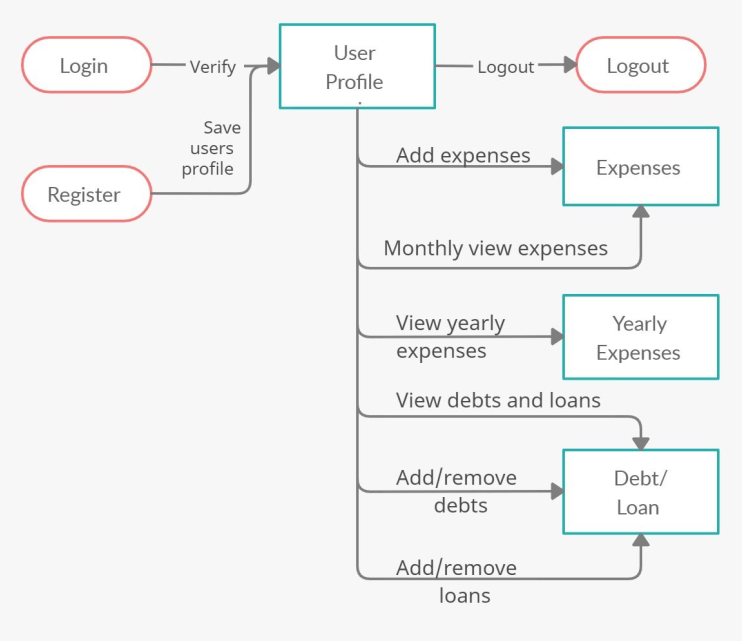 Login
Verify
User
Profile
Logout
Logout
Save
users
profile
Register
Add expenses
Expenses
Monthly view expenses
View yearly
expenses
Yearly
Expenses
View debts and loans
Add/remove
debts
Debt/
Loan
Add/remove
loans